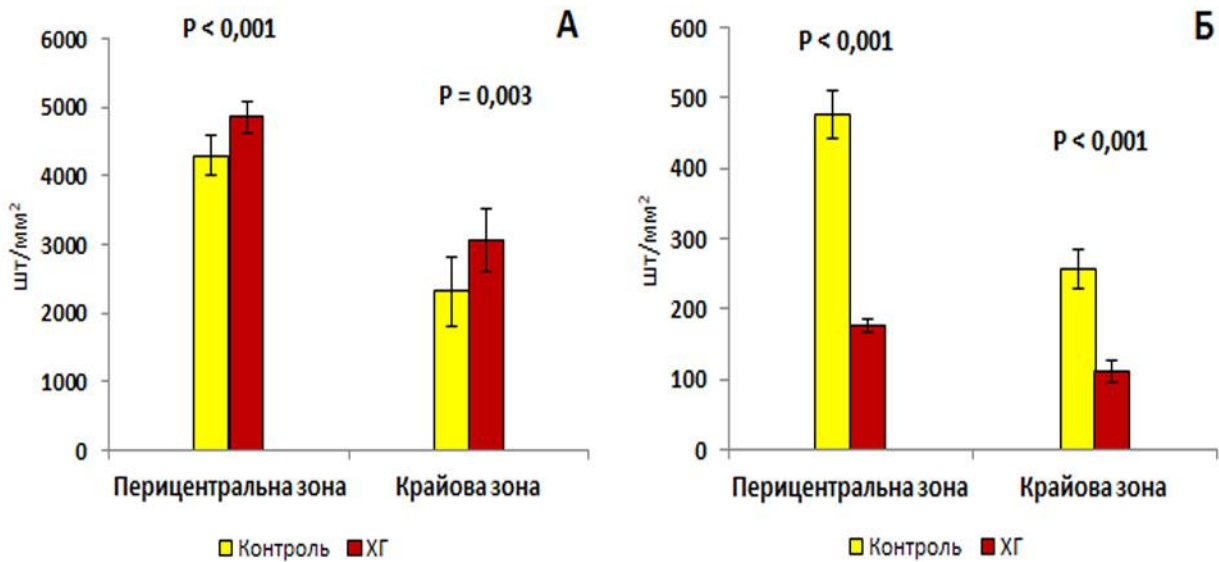 А
P < 0,001
P = 0,003
6000
5000
4000
3000
2000
1000
0
шт/мм²
Перицентральна зона
Крайова зона
Контроль ХГ
Б
P < 0,001
P < 0,001
600
500
400
300
200
100
0
шт/мм²
Перицентральна зона
Крайова зона
Контроль ХГ